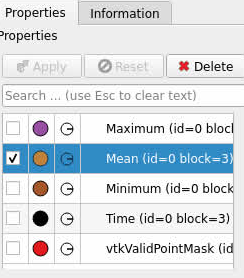 Properties Information
Properties
Apply Reset Delete
Search ... (use Esc to clear text)
Maximum (id=0 block
Mean (id=0 block=3)
Minimum (id=0 block
Time (id=0 block=3)
vtkValidPointMask (id